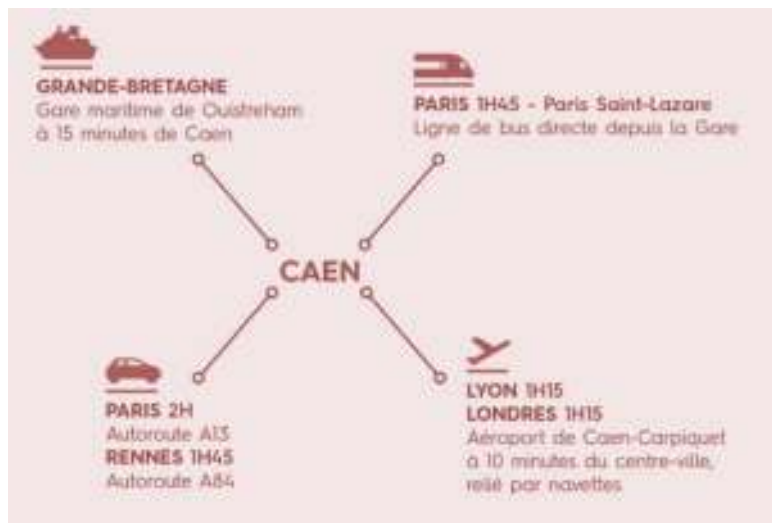 GRANDE-BRETAGNE
Gare maritime de Ouistreham
à 15 minutes de Caen
PARIS 1H45 - Paris Saint-Lazare
Ligne de bus directe depuis la Gare
CAEN
PARIS 2H
Autoroute A13
RENNES 1H45
Autoroute A84
LYON 1H15
LONDRES 1H15
Aéroport de Caen-Carpiquet
à 10 minutes du centre-ville,
relié par navettes